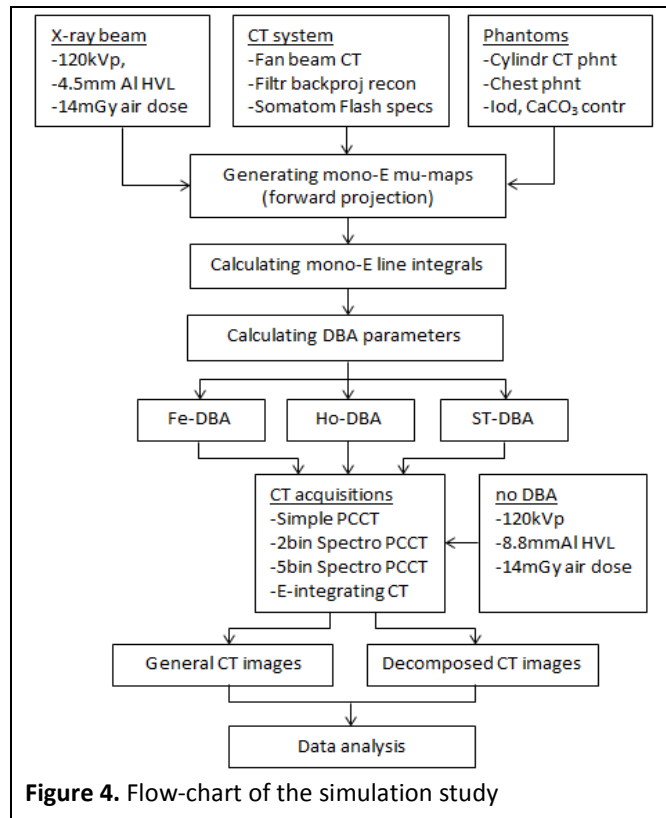 X-ray beam
-120kVp,
-4.5mm Al HVL
-14mGy air dose
CT system
-Fan beam CT
-Filtr backproj recon
-Somatom Flash specs
Phantoms
-Cylindr CT phnt
-Chest phnt
-Iod, CaCO₃ contr
Generating mono-E mu-maps
(forward projection)
Calculating mono-E line integrals
Calculating DBA parameters
Fe-DBA
Ho-DBA
ST-DBA
CT acquisitions
-Simple PCCT
-2bin Spectro PCCT
-5bin Spectro PCCT
-E-integrating CT
no DBA
-120kVp
-8.8mmAl HVL
-14mGy air dose
General CT images
Decomposed CT images
Data analysis
Figure 4. Flow-chart of the simulation study